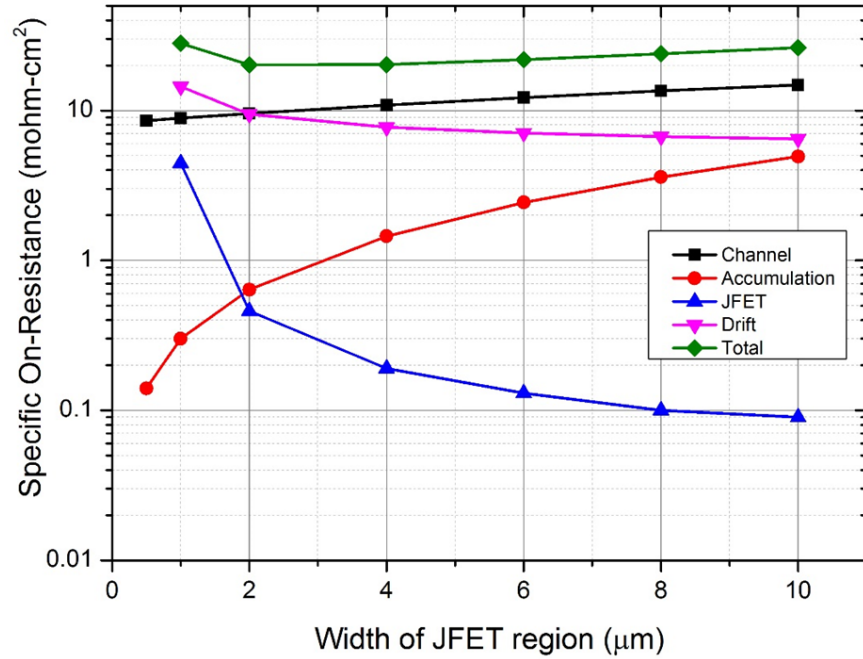 Specific On-Resistance (mohm-cm²)
10
1
0.1
0.01
Channel
Accumulation
JFET
Drift
Total
0 2 4 6 8 10
Width of JFET region (μm)